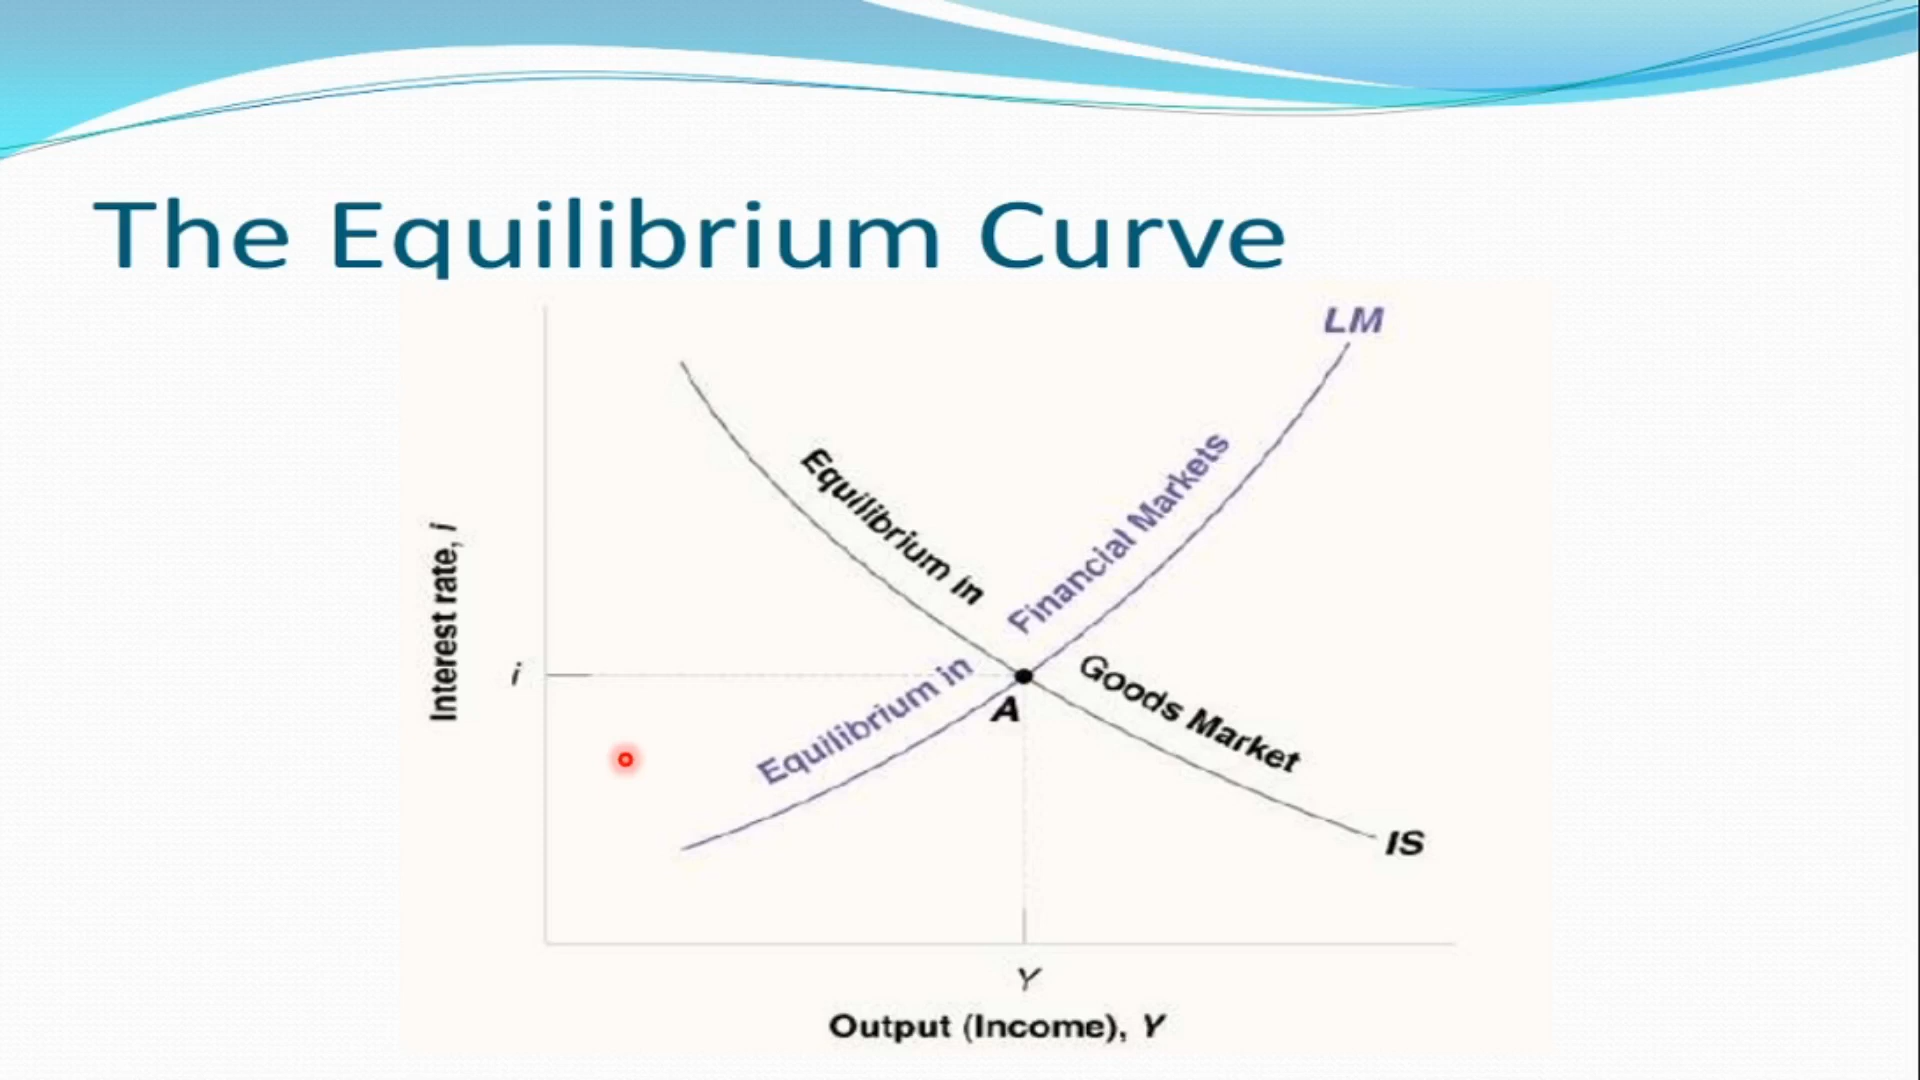 The Equilibrium Curve
LM
Equilibrium in
Financial Markets
Interest rate, i
i
Equilibrium in
A
Goods Market
IS
Y
Output (Income), Y